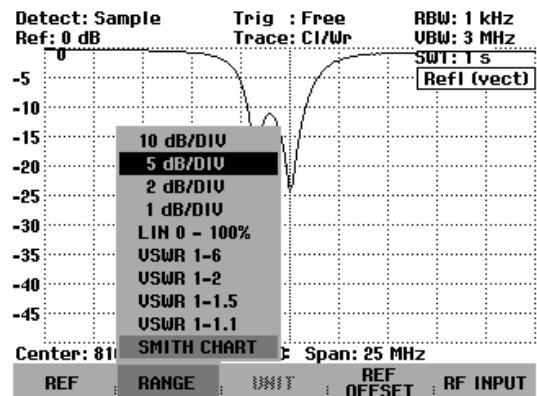 Detect: Sample Trig : Free RBW: 1 kHz
Ref: 0 dB Trace: Cl/Wr VBW: 3 MHz
SWT: 1 s
0
Refl (vect)
-5
-10
-15
-20
-25
-30
-35
-40
-45
10 dB/DIV
5 dB/DIV
2 dB/DIV
1 dB/DIV
LIN 0 - 100%
VSWR 1-6
VSWR 1-2
VSWR 1-1.5
VSWR 1-1.1
SMITH CHART
Center: Span: 25 MHz
REF RANGE UNIT REF OFFSET RF INPUT